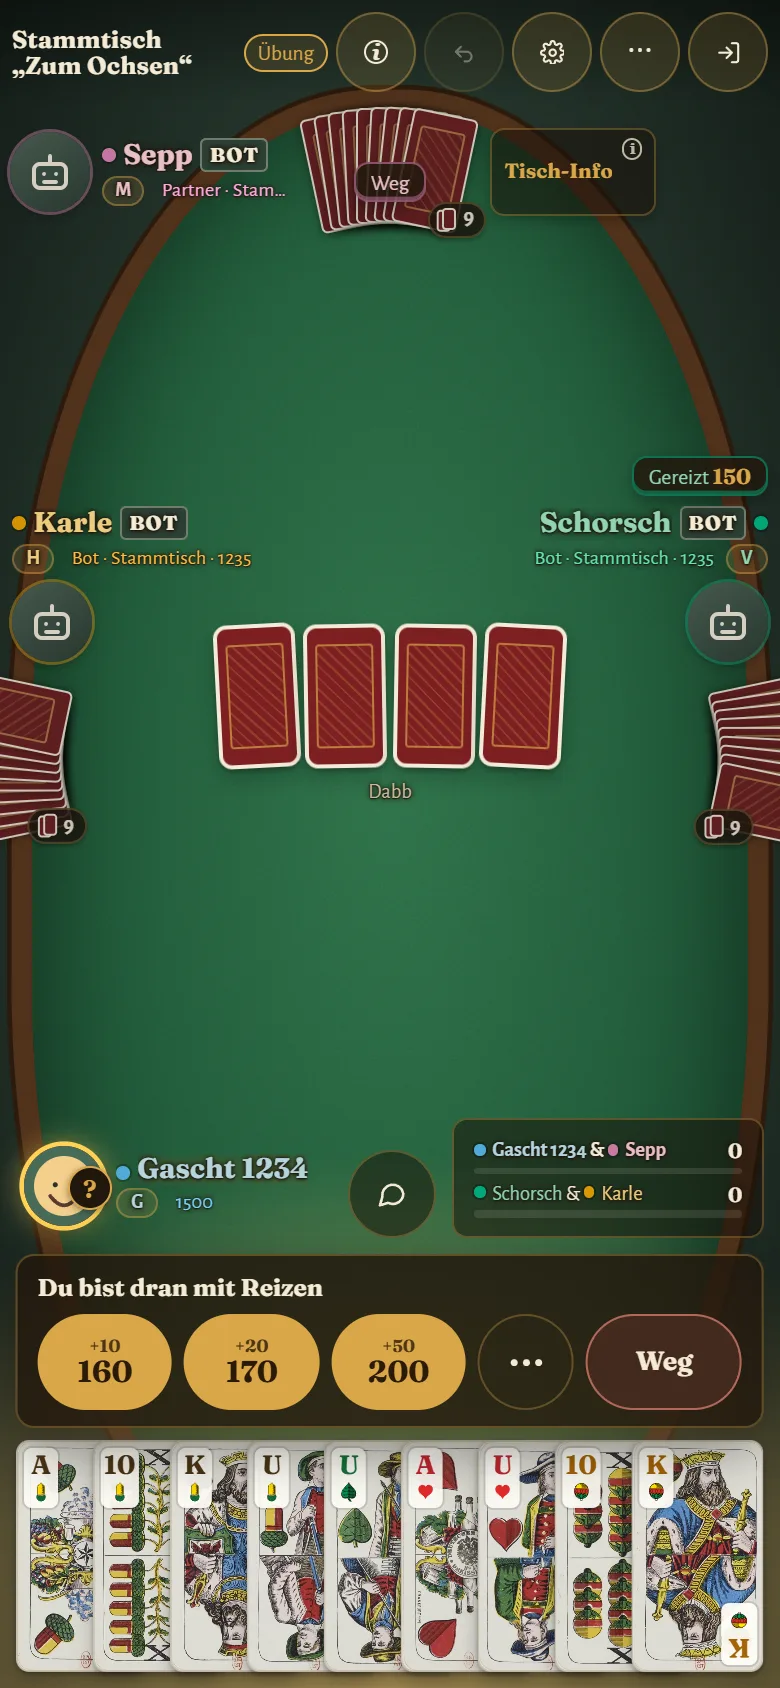 Stammtisch
„Zum Ochsen“
Übung
Sepp BOT
M Partner · Stam...
Weg
9
Tisch-Info
Gereizt 150
Karle BOT
H Bot · Stammtisch · 1235
Schorsch BOT
Bot · Stammtisch · 1235 V
Dabb
9
9
Gascht 1234
?
G 1500
Gascht 1234 & Sepp 0
Schorsch & Karle 0
Du bist dran mit Reizen
+10
160
+20
170
+50
200
Weg
A 10 K U U A U 10 K
K